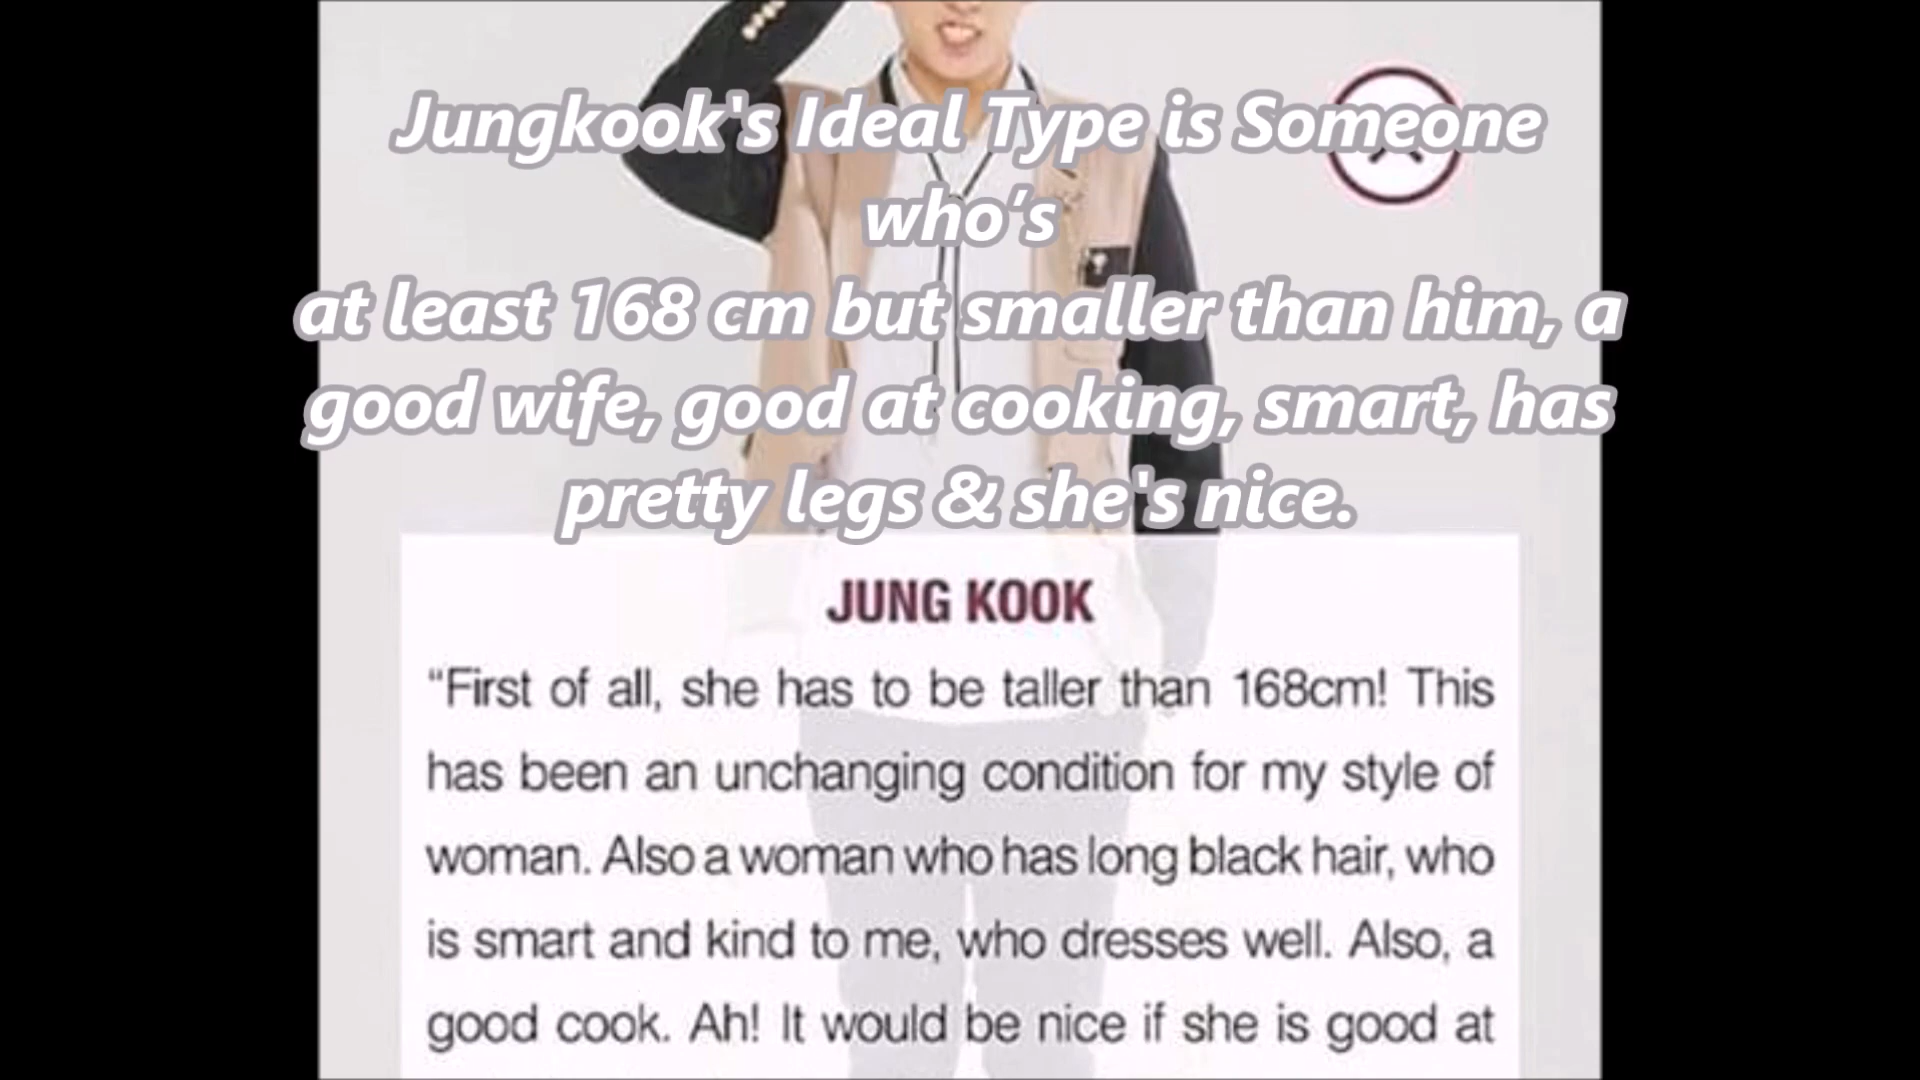 Jungkook's Ideal Type is Someone
who’s
at least 168 cm but smaller than him, a
good wife, good at cooking, smart, has
pretty legs & she's nice.
JUNG KOOK
“First of all, she has to be taller than 168cm! This
has been an unchanging condition for my style of
woman. Also a woman who has long black hair, who
is smart and kind to me, who dresses well. Also, a
good cook. Ah! It would be nice if she is good at